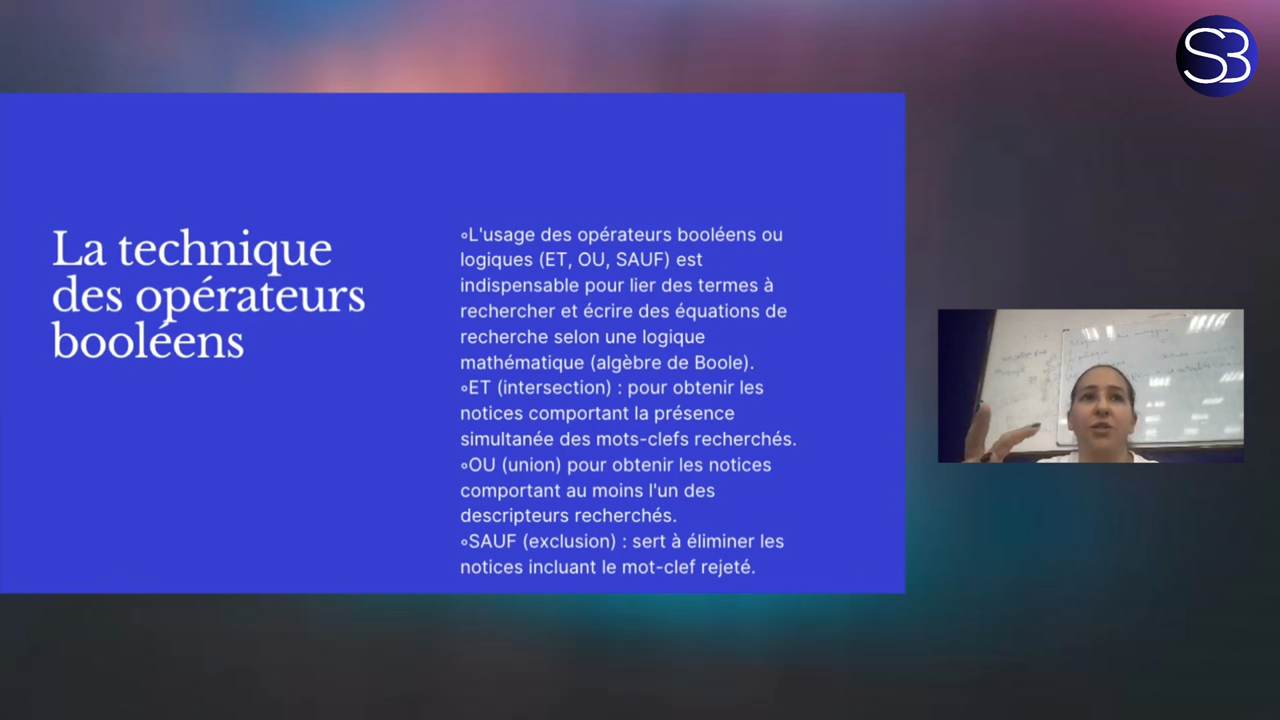 SB
La technique
des opérateurs
booléens
∘L'usage des opérateurs booléens ou
logiques (ET, OU, SAUF) est
indispensable pour lier des termes à
rechercher et écrire des équations de
recherche selon une logique
mathématique (algèbre de Boole).
∘ET (intersection) : pour obtenir les
notices comportant la présence
simultanée des mots-clefs recherchés.
∘OU (union) pour obtenir les notices
comportant au moins l'un des
descripteurs recherchés.
∘SAUF (exclusion) : sert à éliminer les
notices incluant le mot-clef rejeté.